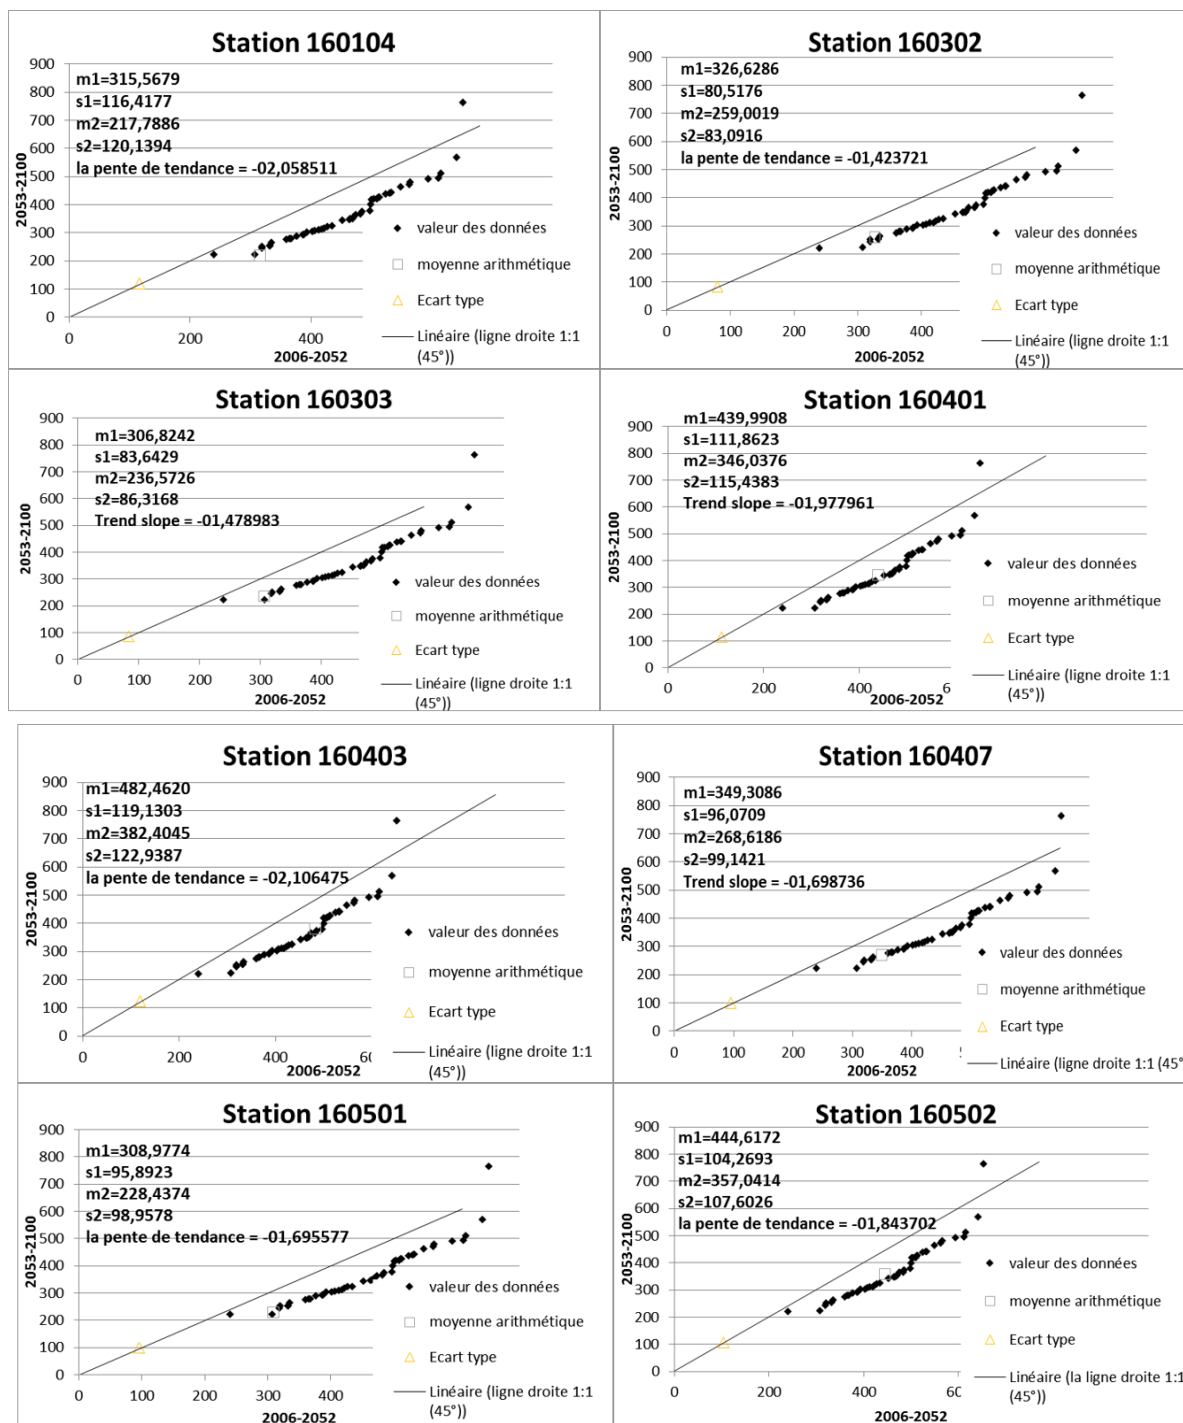 Station 160104
900
800
700
600
500
400
300
200
100
0
0
200
400
2053-2100
2006-2052
m1=315,5679
s1=116,4177
m2=217,7886
s2=120,1394
la pente de tendance = -02,058511
valeur des données
moyenne arithmétique
Ecart type
Linéaire (ligne droite 1:1
(45°))
Station 160302
900
800
700
600
500
400
300
200
100
0
0
100
200
300
400
2053-2100
2006-2052
m1=326,6286
s1=80,5176
m2=259,0019
s2=83,0916
la pente de tendance = -01,423721
valeur des données
moyenne arithmétique
Ecart type
Linéaire (ligne droite 1:1
(45°))
Station 160303
900
800
700
600
500
400
300
200
100
0
0
100
200
300
400
2053-2100
2006-2052
m1=306,8242
s1=83,6429
m2=236,5726
s2=86,3168
Trend slope = -01,478983
valeur des données
moyenne arithmétique
Ecart type
Linéaire (ligne droite 1:1
(45°))
Station 160401
900
800
700
600
500
400
300
200
100
0
0
200
400
6
2053-2100
2006-2052
m1=439,9908
s1=111,8623
m2=346,0376
s2=115,4383
Trend slope = -01,977961
valeur des données
moyenne arithmétique
Ecart type
Linéaire (ligne droite 1:1
(45°))
Station 160403
900
800
700
600
500
400
300
200
100
0
0
200
400
60
2053-2100
2006-2052
m1=482,4620
s1=119,1303
m2=382,4045
s2=122,9387
la pente de tendance = -02,106475
valeur des données
moyenne arithmétique
Ecart type
Linéaire (ligne droite 1:1
(45°))
Station 160407
900
800
700
600
500
400
300
200
100
0
0
100
200
300
400
2053-2100
2006-2052
m1=349,3086
s1=96,0709
m2=268,6186
s2=99,1421
Trend slope = -01,698736
valeur des données
moyenne arithmétique
Ecart type
Linéaire (ligne droite 1:1 (45°
Station 160501
900
800
700
600
500
400
300
200
100
0
0
100
200
300
400
2053-2100
2006-2052
m1=308,9774
s1=95,8923
m2=228,4374
s2=98,9578
la pente de tendance = -01,695577
valeur des données
moyenne arithmétique
Ecart type
Linéaire (ligne droite 1:1
(45°))
Station 160502
900
800
700
600
500
400
300
200
100
0
0
200
400
60
2053-2100
2006-2052
m1=444,6172
s1=104,2693
m2=357,0414
s2=107,6026
la pente de tendance = -01,843702
valeur des données
moyenne arithmétique
Ecart type
Linéaire (la ligne droite 1:1
(45°))